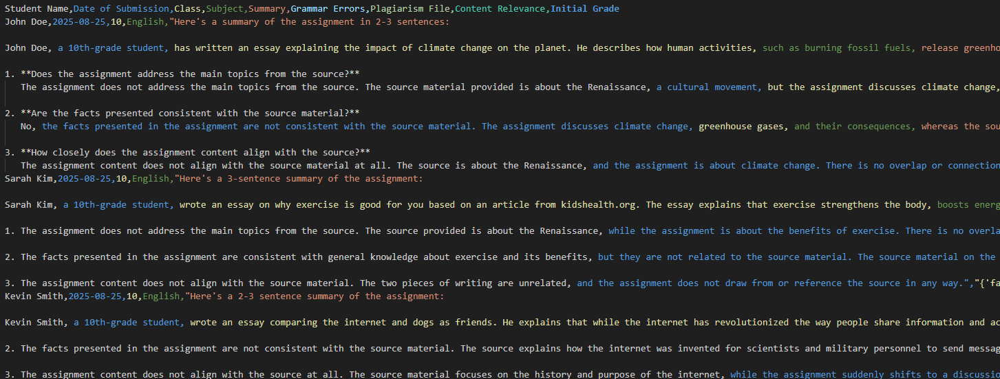 Student Name,Date of Submission,Class,Subject,Summary,Grammar Errors,Plagiarism File,Content Relevance,Initial Grade
John Doe,2025-08-25,10,English,"Here's a summary of the assignment in 2-3 sentences:
John Doe, a 10th-grade student, has written an essay explaining the impact of climate change on the planet. He describes how human activities, such as burning fossil fuels, release greenho
1. **Does the assignment address the main topics from the source?**
The assignment does not address the main topics from the source. The source material provided is about the Renaissance, a cultural movement, but the assignment discusses climate change,
2. **Are the facts presented consistent with the source material?**
No, the facts presented in the assignment are not consistent with the source material. The assignment discusses climate change, greenhouse gases, and their consequences, whereas the sou
3. **How closely does the assignment content align with the source?**
The assignment content does not align with the source material at all. The source is about the Renaissance, and the assignment is about climate change. There is no overlap or connection
Sarah Kim,2025-08-25,10,English,"Here's a 3-sentence summary of the assignment:
Sarah Kim, a 10th-grade student, wrote an essay on why exercise is good for you based on an article from kidshealth.org. The essay explains that exercise strengthens the body, boosts energ
1. The assignment does not address the main topics from the source. The source provided is about the Renaissance, while the assignment is about the benefits of exercise. There is no overla
2. The facts presented in the assignment are consistent with general knowledge about exercise and its benefits, but they are not related to the source material. The source material on the
3. The assignment content does not align with the source material. The two pieces of writing are unrelated, and the assignment does not draw from or reference the source in any way.","{'fa
Kevin Smith,2025-08-25,10,English,"Here's a 2-3 sentence summary of the assignment:
Kevin Smith, a 10th-grade student, wrote an essay comparing the internet and dogs as friends. He explains that while the internet has revolutionized the way people share information and ac
2. The facts presented in the assignment are not consistent with the source material. The source explains how the internet was invented for scientists and military personnel to send messag
3. The assignment content does not align with the source at all. The source material focuses on the history and purpose of the internet, while the assignment suddenly shifts to a discussio